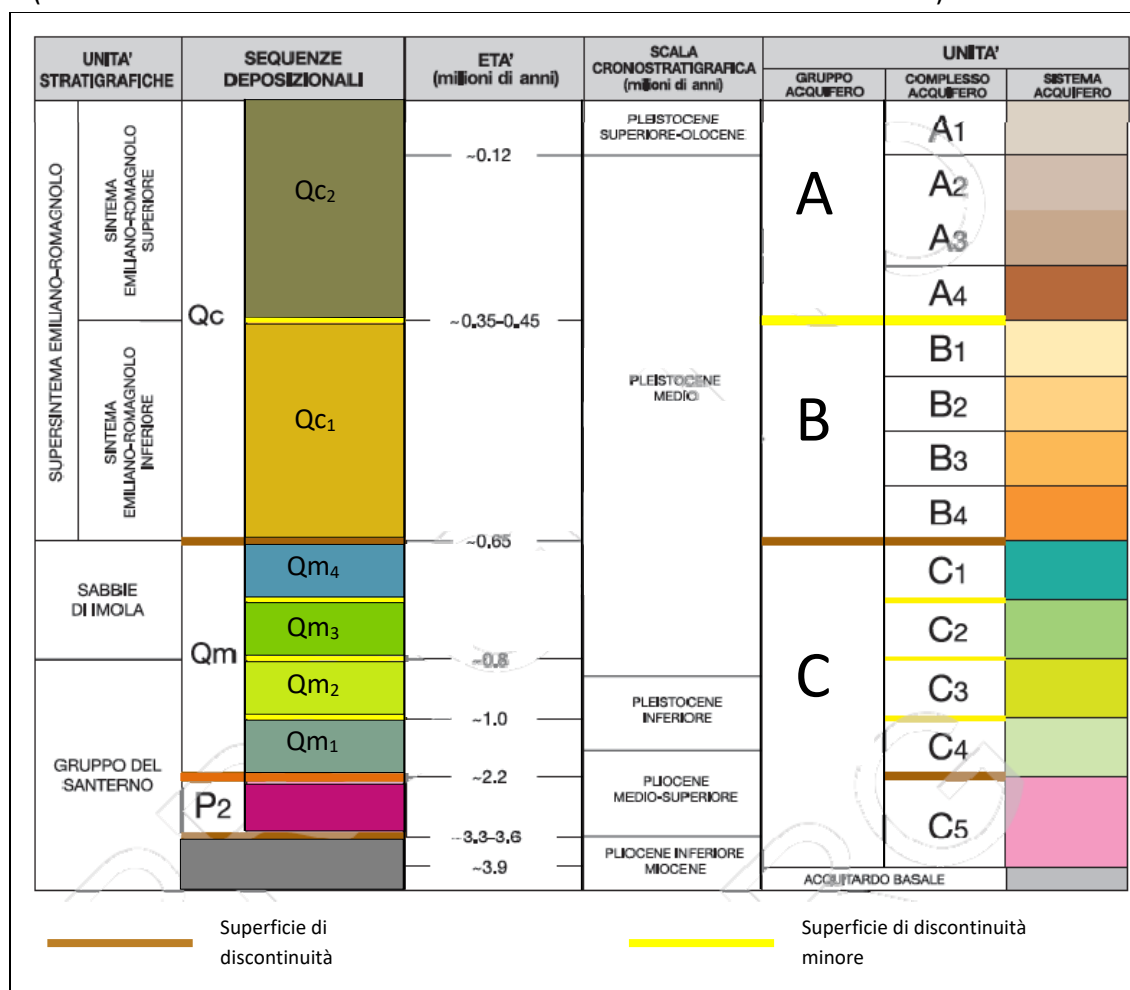 UNITA'
STRATIGRAFICHE
SEQUENZE
DEPOSIZIONALI
ETA'
(milioni di anni)
SCALA
CRONOSTRATIGRAFICA
(milioni di anni)
UNITA'
GRUPPO
ACQUIFERO
COMPLESSO
ACQUIFERO
SISTEMA
ACQUIFERO
SUPERSINTEMA EMILIANO-ROMAGNOLO
SINTEMA
EMILIANO-ROMAGNOLO
SUPERIORE
SINTEMA
EMILIANO-ROMAGNOLO
INFERIORE
SABBIE
DI IMOLA
GRUPPO DEL
SANTERNO
Qc
Qm
P2
Qc2
Qc1
Qm4
Qm3
Qm2
Qm1
~0.12
~0.35-0.45
~0.65
~0.8
~1.0
~2.2
~3.3-3.6
~3.9
PLEISTOCENE
SUPERIORE-OLOCENE
PLEISTOCENE
MEDIO
PLEISTOCENE
INFERIORE
PLIOCENE
MEDIO-SUPERIORE
PLIOCENE INFERIORE
MIOCENE
A
B
C
A1
A2
A3
A4
B1
B2
B3
B4
C1
C2
C3
C4
C5
ACQUITARDO BASALE
Superficie di
discontinuità
Superficie di discontinuità
minore